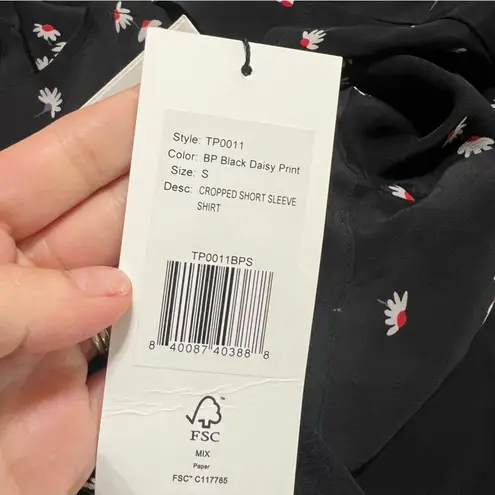 Style: TP0011
Color: BP Black Daisy Print
Size: S
Desc: CROPPED SHORT SLEEVE
SHIRT
TP0011BPS
8 40087 40388 8
FSC
MIX
Paper
FSC™ C117785